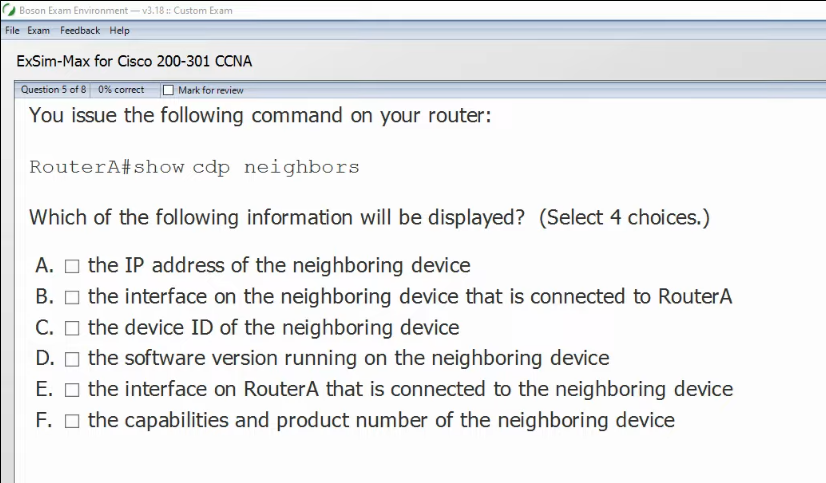 Boson Exam Environment — v3.18 :: Custom Exam
File Exam Feedback Help
ExSim-Max for Cisco 200-301 CCNA
Question 5 of 8 0% correct Mark for review
You issue the following command on your router:
RouterA#show cdp neighbors
Which of the following information will be displayed? (Select 4 choices.)
A. the IP address of the neighboring device
B. the interface on the neighboring device that is connected to RouterA
C. the device ID of the neighboring device
D. the software version running on the neighboring device
E. the interface on RouterA that is connected to the neighboring device
F. the capabilities and product number of the neighboring device